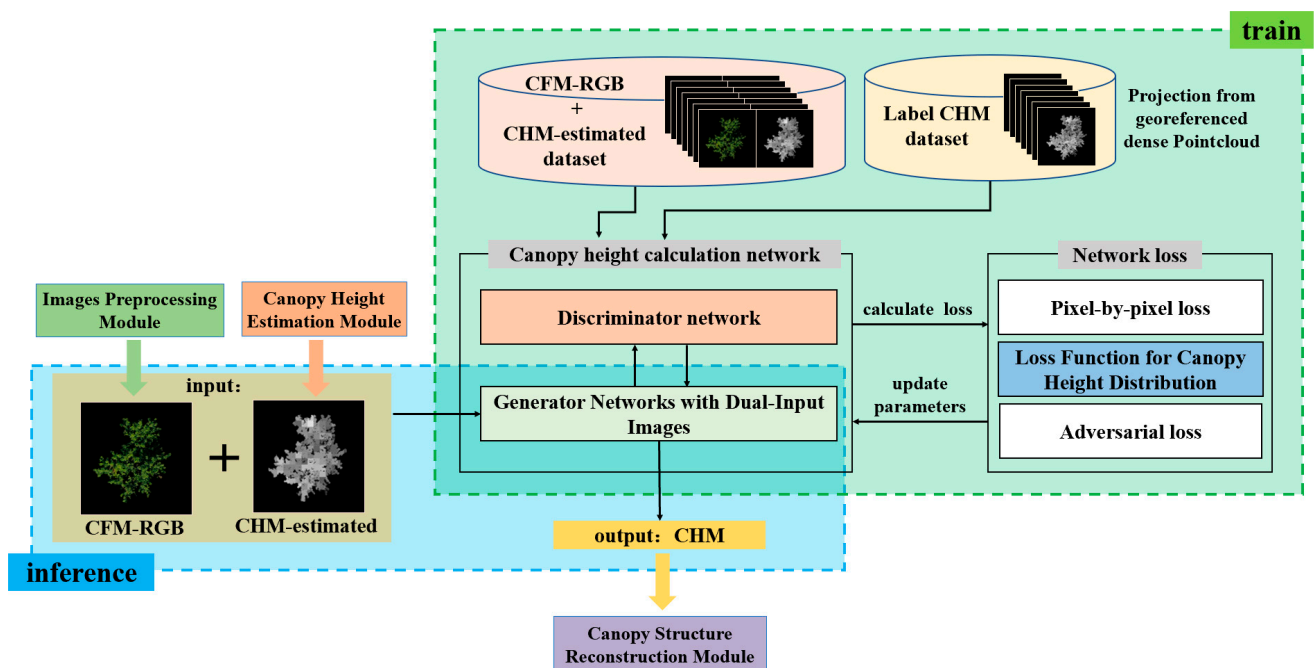 train
CFM-RGB
+
CHM-estimated
dataset
Label CHM
dataset
Projection from
georeferenced
dense Pointcloud
Canopy height calculation network
Network loss
Images Preprocessing
Module
Canopy Height
Estimation Module
Discriminator network
calculate loss
Pixel-by-pixel loss
Loss Function for Canopy
Height Distribution
update
parameters
Adversarial loss
input：
Generator Networks with Dual-Input
Images
+
CFM-RGB
CHM-estimated
output：CHM
inference
Canopy Structure
Reconstruction Module